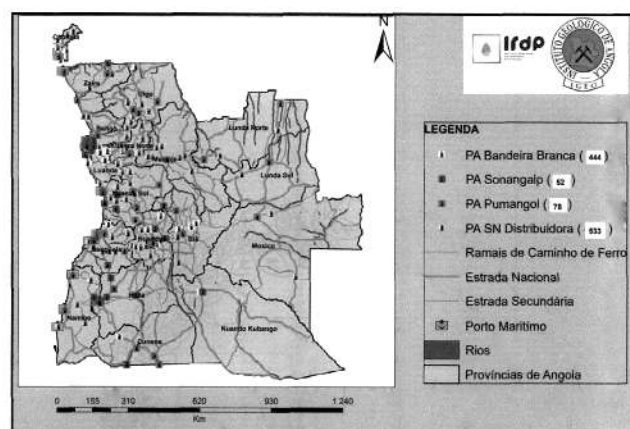 N
Irdp
INSTITUTO GEOLÓGICO DE ANGOLA
IGEO
Zaire
Uíge
Lunda Norte
Lunda Sul
Luanda
Moxico
Bié
Namibe
Cunene
Kuando Kubango
0 155 310 620 930 1 240
Km
LEGENDA
PA Bandeira Branca (444)
PA Sonangalp (52)
PA Pumangol (78)
PA SN Distribuidora (533)
Ramais de Caminho de Ferro
Estrada Nacional
Estrada Secundária
Porto Marítimo
Rios
Províncias de Angola